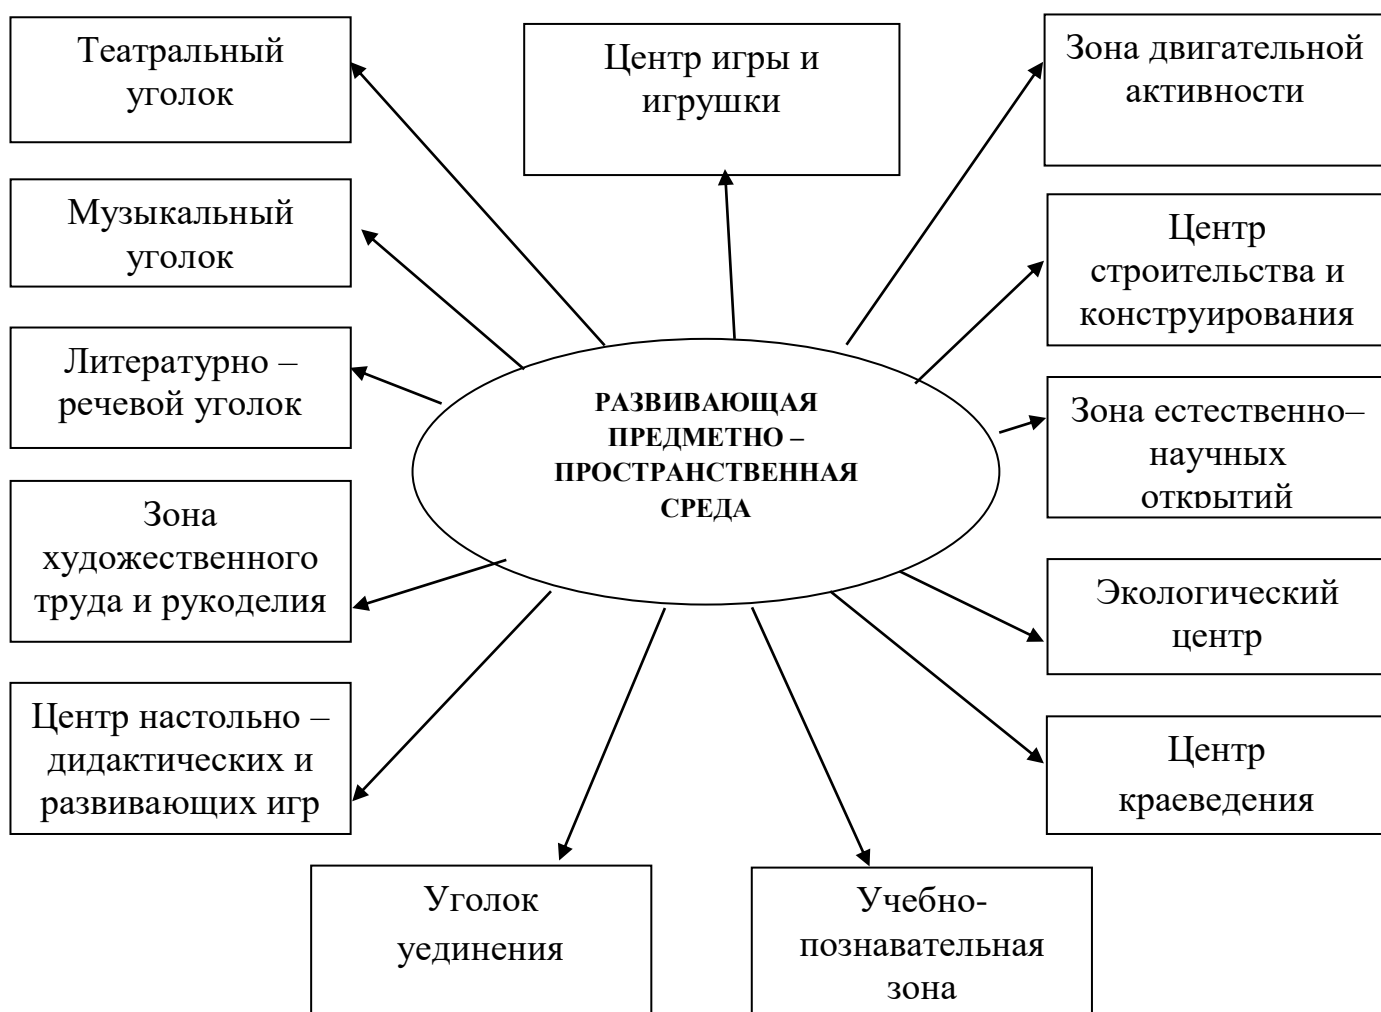 Театральный
уголок
Центр игры и
игрушки
Зона двигательной
активности
Музыкальный
уголок
Центр
строительства и
конструирования
Литературно –
речевой уголок
РАЗВИВАЮЩАЯ
ПРЕДМЕТНО –
ПРОСТРАНСТВЕННАЯ
СРЕДА
Зона естественно–
научных
открытий
Зона
художественного
труда и рукоделия
Экологический
центр
Центр настольно –
дидактических и
развивающих игр
Центр
краеведения
Уголок
уединения
Учебно-
познавательная
зона